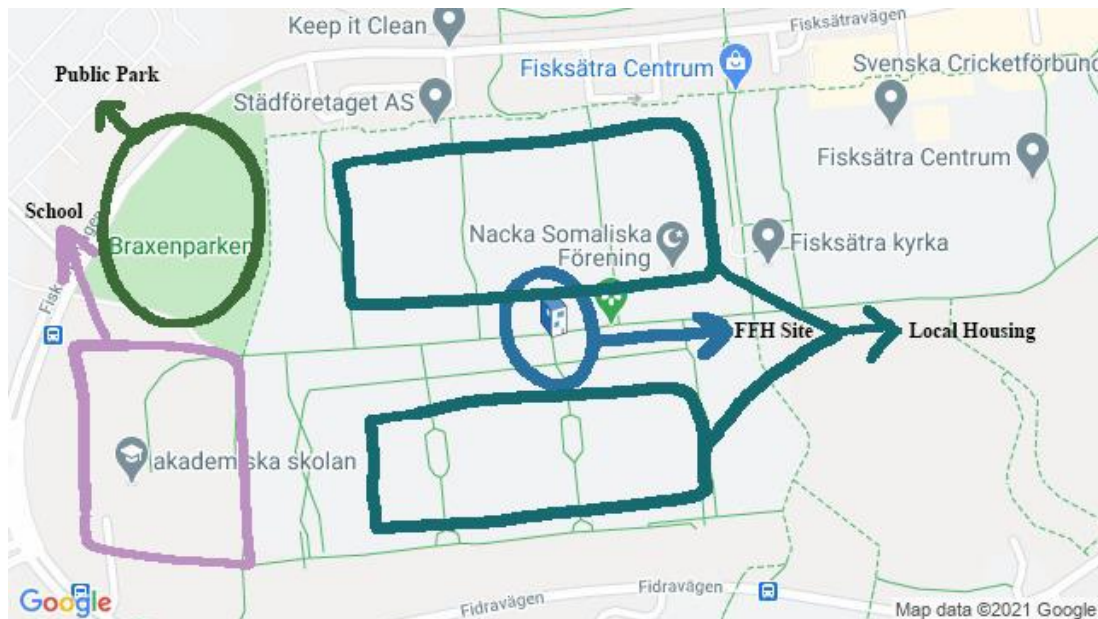 Keep it Clean
Fisksätravägen
Public Park
Fisksätra Centrum
Svenska Cricketförbund
Städföretaget AS
Fisksätra Centrum
School
Braxenparken
Nacka Somaliska
Förening
Fisksätra kyrka
FFH Site
Local Housing
akademiska skolan
Fidravägen
Fidravägen
Google
Map data ©2021 Google